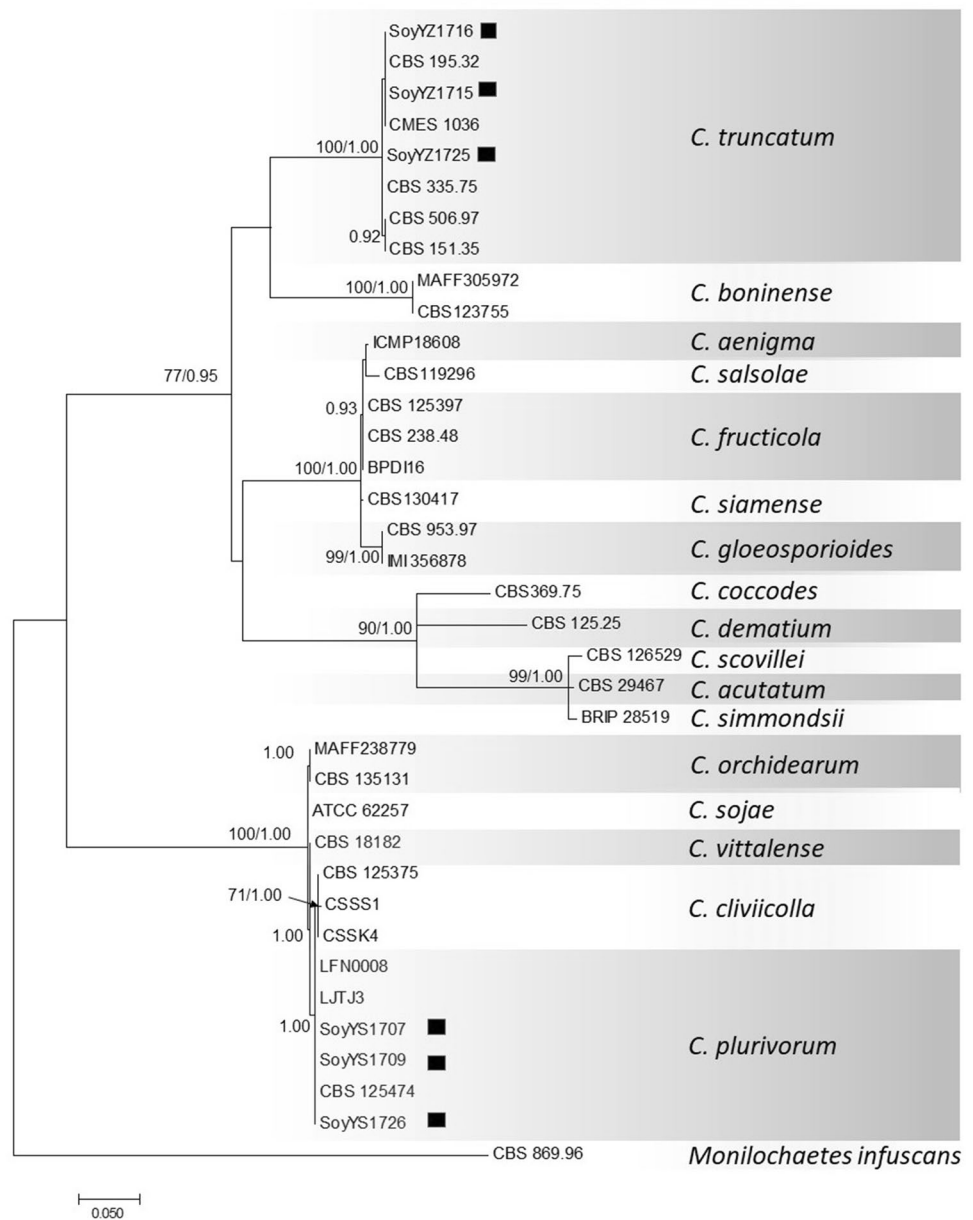 SoyYZ1716
CBS 195.32
SoyYZ1715
CMES 1036
C. truncatum
100/1.00
SoyYZ1725
CBS 335.75
CBS 506.97
0.92
CBS 151.35
MAFF305972
100/1.00
C. boninense
CBS123755
ICMP18608
C. aenigma
77/0.95
CBS119296
C. salsolae
0.93
CBS 125397
CBS 238.48
C. fructicola
100/1.00
BPDI16
CBS130417
C. siamense
CBS 953.97
C. gloeosporioides
99/1.00
IMI356878
CBS369.75
C. coccodes
90/1.00
CBS 125.25
C. dematium
CBS 126529
C. scovillei
99/1.00
CBS 29467
C. acutatum
BRIP 28519
C. simmondsii
1.00
MAFF238779
C. orchidearum
CBS 135131
ATCC 62257
C. sojae
100/1.00
CBS 18182
C. vittalense
CBS 125375
71/1.00
CSSS1
C. cliviicolla
1.00
CSSK4
LFN0008
LJTJ3
1.00
SoyYS1707
C. plurivorum
SoyYS1709
CBS 125474
SoyYS1726
CBS 869.96
Monilochaetes infuscans
0.050